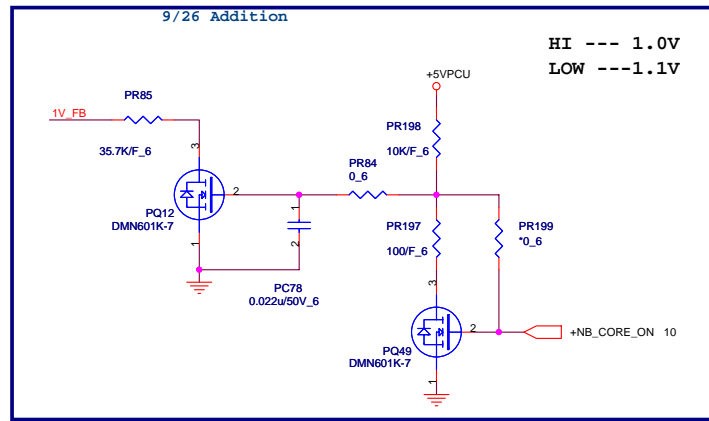 9/26 Addition
HI --- 1.0V
LOW ---1.1V
+5VPCU
PR85
1V_FB
PR198
10K/F_6
35.7K/F_6
3
PR84
0_6
2
PQ12
DMN601K-7
1
1
2
PR197
100/F_6
PR199
*0_6
PC78
0.022u/50V_6
3
2
+NB_CORE_ON 10
PQ49
DMN601K-7
1